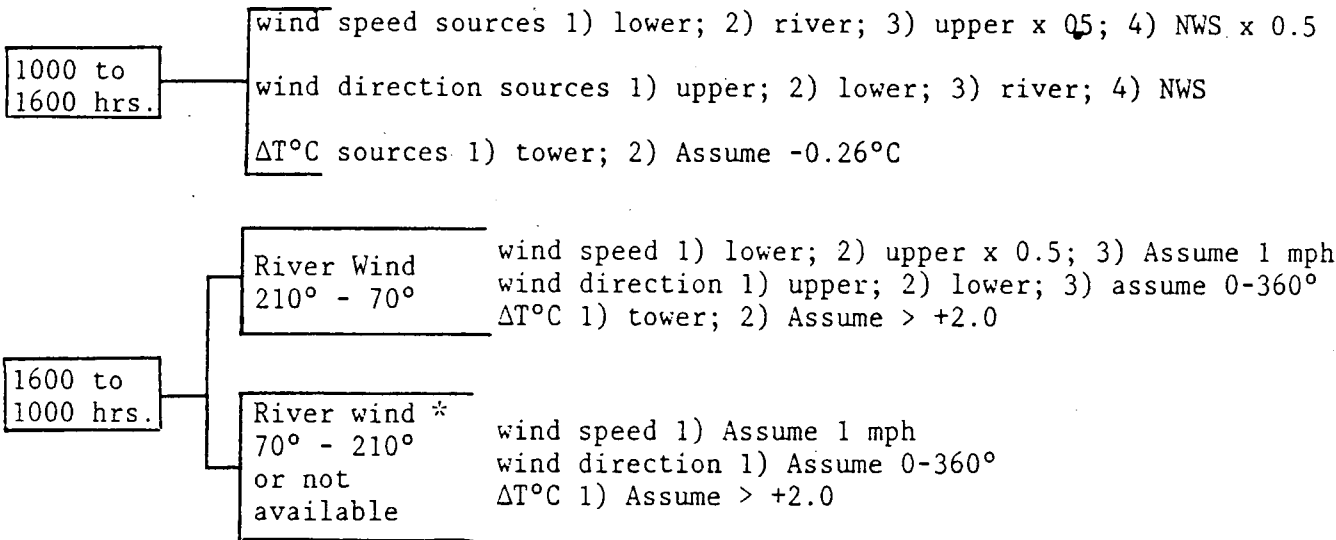 wind speed sources 1) lower; 2) river; 3) upper x 0.5; 4) NWS x 0.5
1000 to
1600 hrs.
wind direction sources 1) upper; 2) lower; 3) river; 4) NWS
ΔT°C sources 1) tower; 2) Assume -0.26°C
River Wind
210° - 70°
wind speed 1) lower; 2) upper x 0.5; 3) Assume 1 mph
wind direction 1) upper; 2) lower; 3) assume 0-360°
ΔT°C 1) tower; 2) Assume > +2.0
1600 to
1000 hrs.
River wind *
70° - 210°
or not
available
wind speed 1) Assume 1 mph
wind direction 1) Assume 0-360°
ΔT°C 1) Assume > +2.0